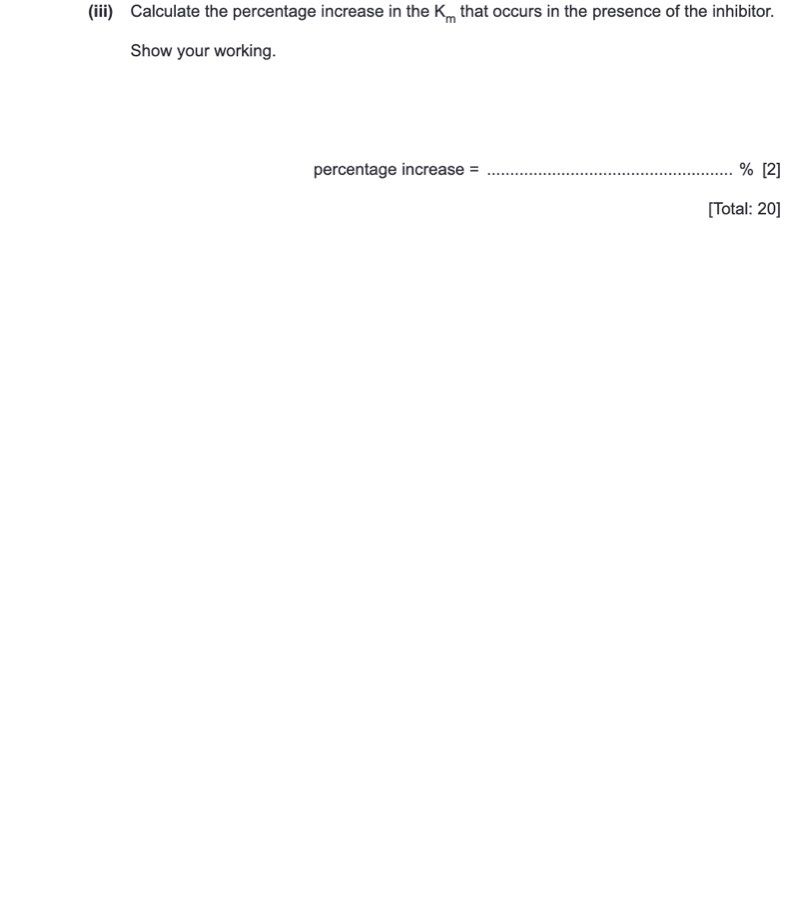 (iii) Calculate the percentage increase in the Km that occurs in the presence of the inhibitor.
Show your working.
percentage increase = ..................................................... % [2]
[Total: 20]